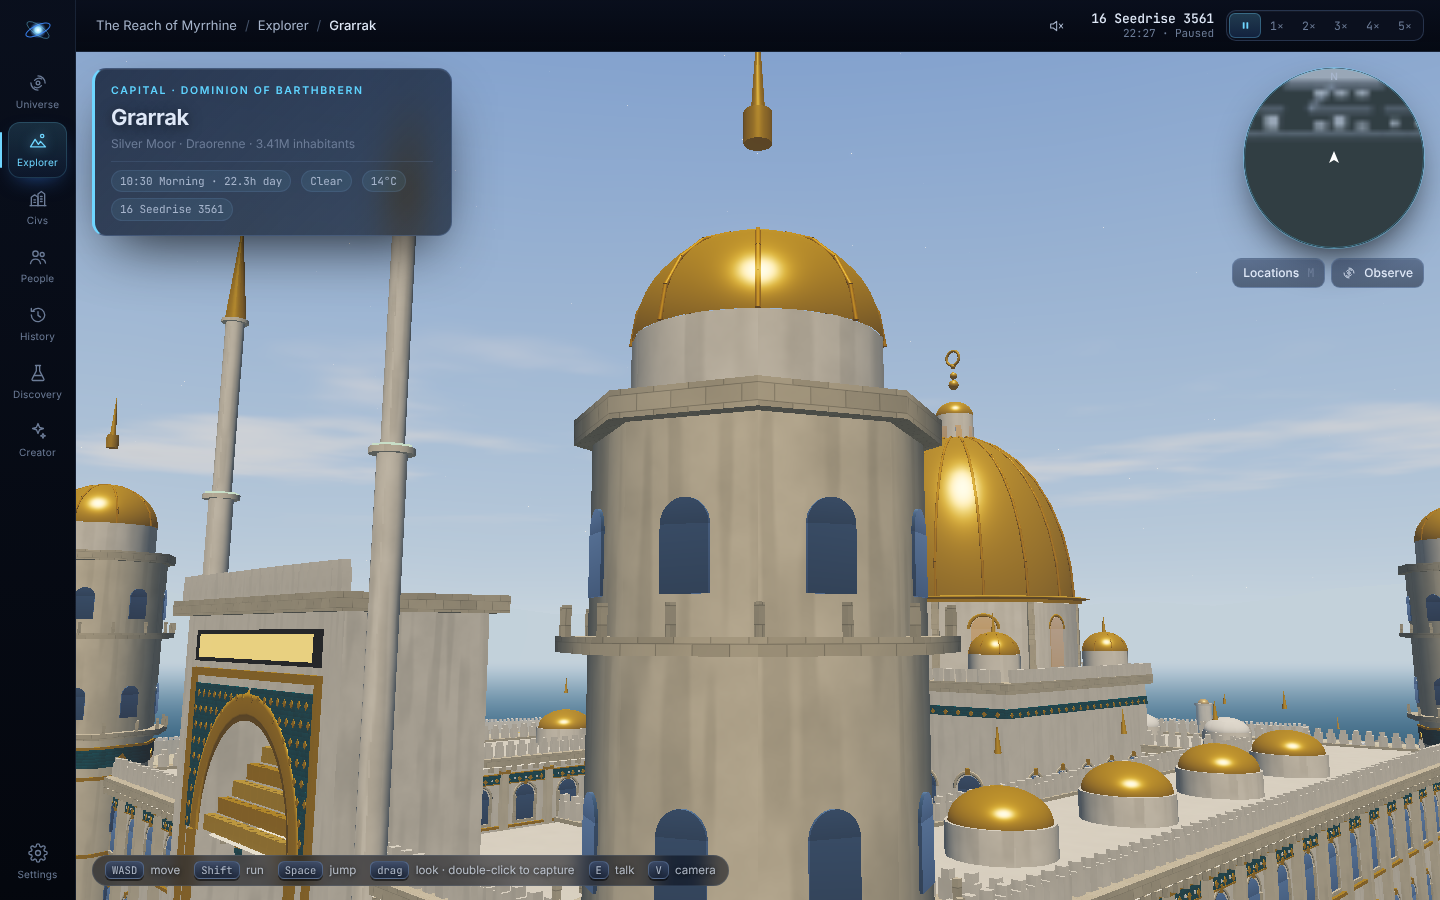 The Reach of Myrrhine / Explorer / Grarrak
16 Seedrise 3561
22:27 · Paused
1×
2×
3×
4×
5×
Universe
Explorer
Civs
People
History
Discovery
Creator
Settings
CAPITAL · DOMINION OF BARTHBRERN
Grarrak
Silver Moor · Draorenne · 3.41M inhabitants
10:30 Morning · 22.3h day
Clear
14°C
16 Seedrise 3561
N
Locations M
Observe
WASD move Shift run Space jump drag look · double-click to capture E talk V camera